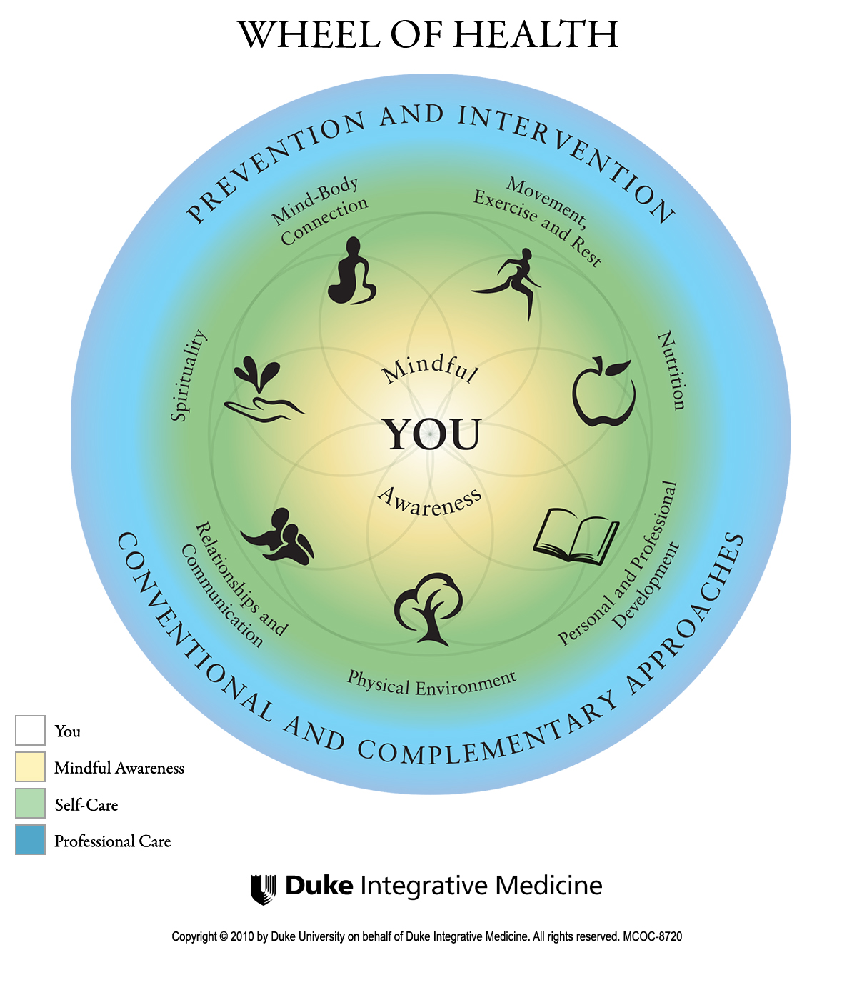 WHEEL OF HEALTH
PREVENTION AND INTERVENTION
Mind-Body
Connection
Movement,
Exercise and Rest
Spirituality
Nutrition
Mindful
YOU
Awareness
Relationships and
Communication
Personal and Professional
Development
Physical Environment
CONVENTIONAL AND COMPLEMENTARY APPROACHES
You
Mindful Awareness
Self-Care
Professional Care
Duke Integrative Medicine
Copyright © 2010 by Duke University on behalf of Duke Integrative Medicine. All rights reserved. MCOC-8720